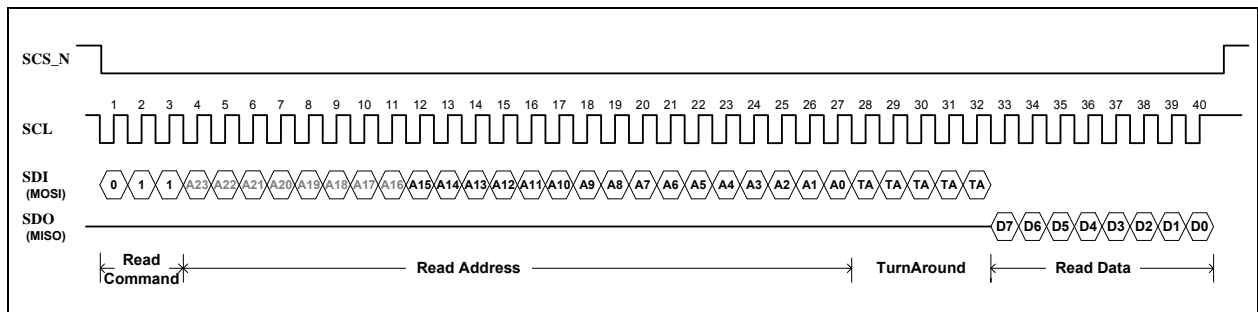 SCS_N
1 2 3 4 5 6 7 8 9 10 11 12 13 14 15 16 17 18 19 20 21 22 23 24 25 26 27 28 29 30 31 32 33 34 35 36 37 38 39 40
SCL
SDI
(MOSI)
0 1 1 A23 A22 A21 A20 A19 A18 A17 A16 A15 A14 A13 A12 A11 A10 A9 A8 A7 A6 A5 A4 A3 A2 A1 A0 TA TA TA TA TA
SDO
(MISO)
D7 D6 D5 D4 D3 D2 D1 D0
Read
Command
Read Address
TurnAround
Read Data